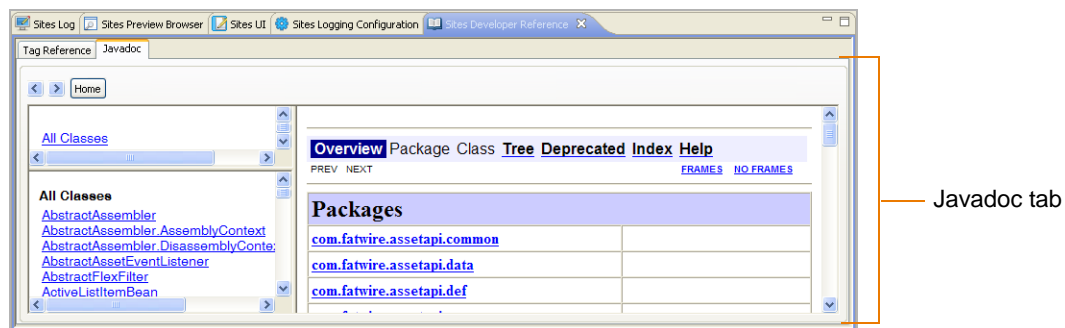 Sites Log Sites Preview Browser Sites UI Sites Logging Configuration Sites Developer Reference
Tag Reference Javadoc
Home
All Classes
All Classes
AbstractAssembler
AbstractAssembler.AssemblyContext
AbstractAssembler.DisassemblyConte
AbstractAssetEventListener
AbstractFlexFilter
ActiveListItemBean
Overview Package Class Tree Deprecated Index Help
PREV NEXT FRAMES NO FRAMES
Packages
com.fatwire.assetapi.common
com.fatwire.assetapi.data
com.fatwire.assetapi.def
Javadoc tab